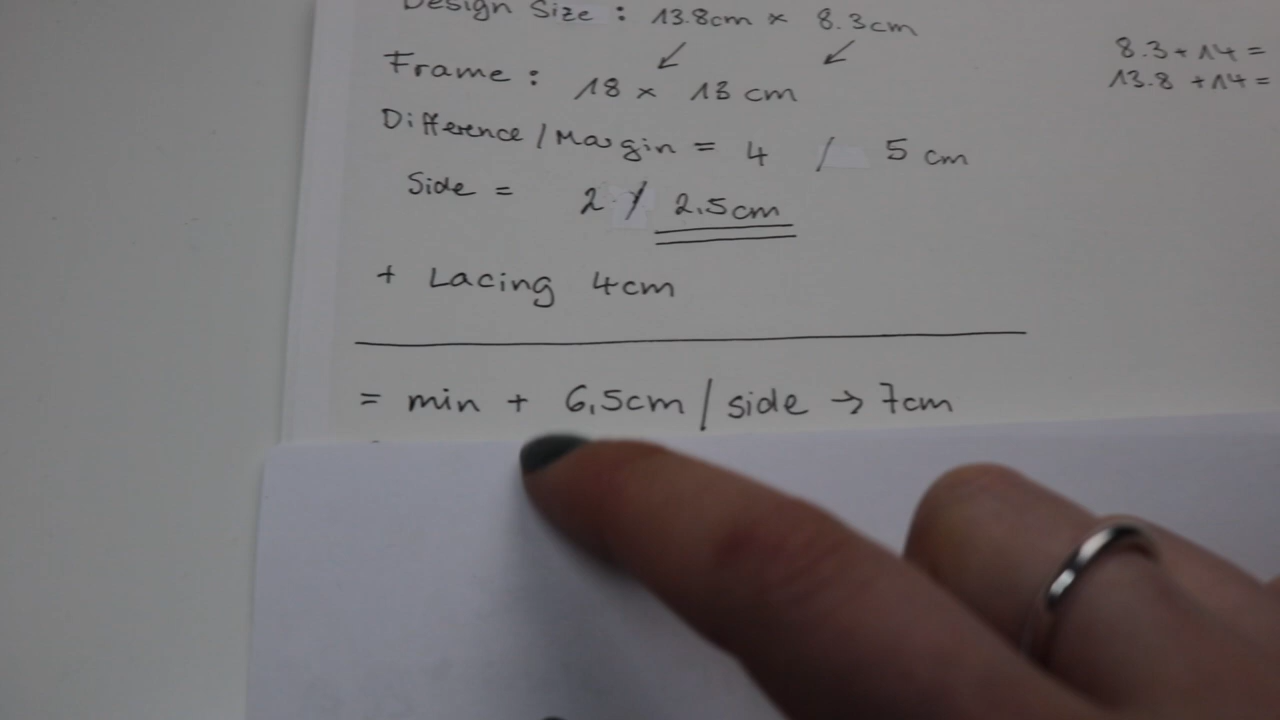 Design Size : 13.8cm × 8.3cm
Frame : 18 × 13 cm
Difference / Margin = 4 / 5 cm
Side = 2 / 2.5cm
+ Lacing 4cm
= min + 6,5cm / side → 7cm
8.3 + 14 =
13.8 + 14 =